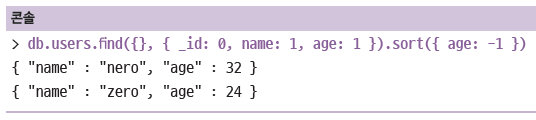 콘솔
> db.users.find({}, { _id: 0, name: 1, age: 1 }).sort({ age: -1 })
{ "name" : "nero", "age" : 32 }
{ "name" : "zero", "age" : 24 }